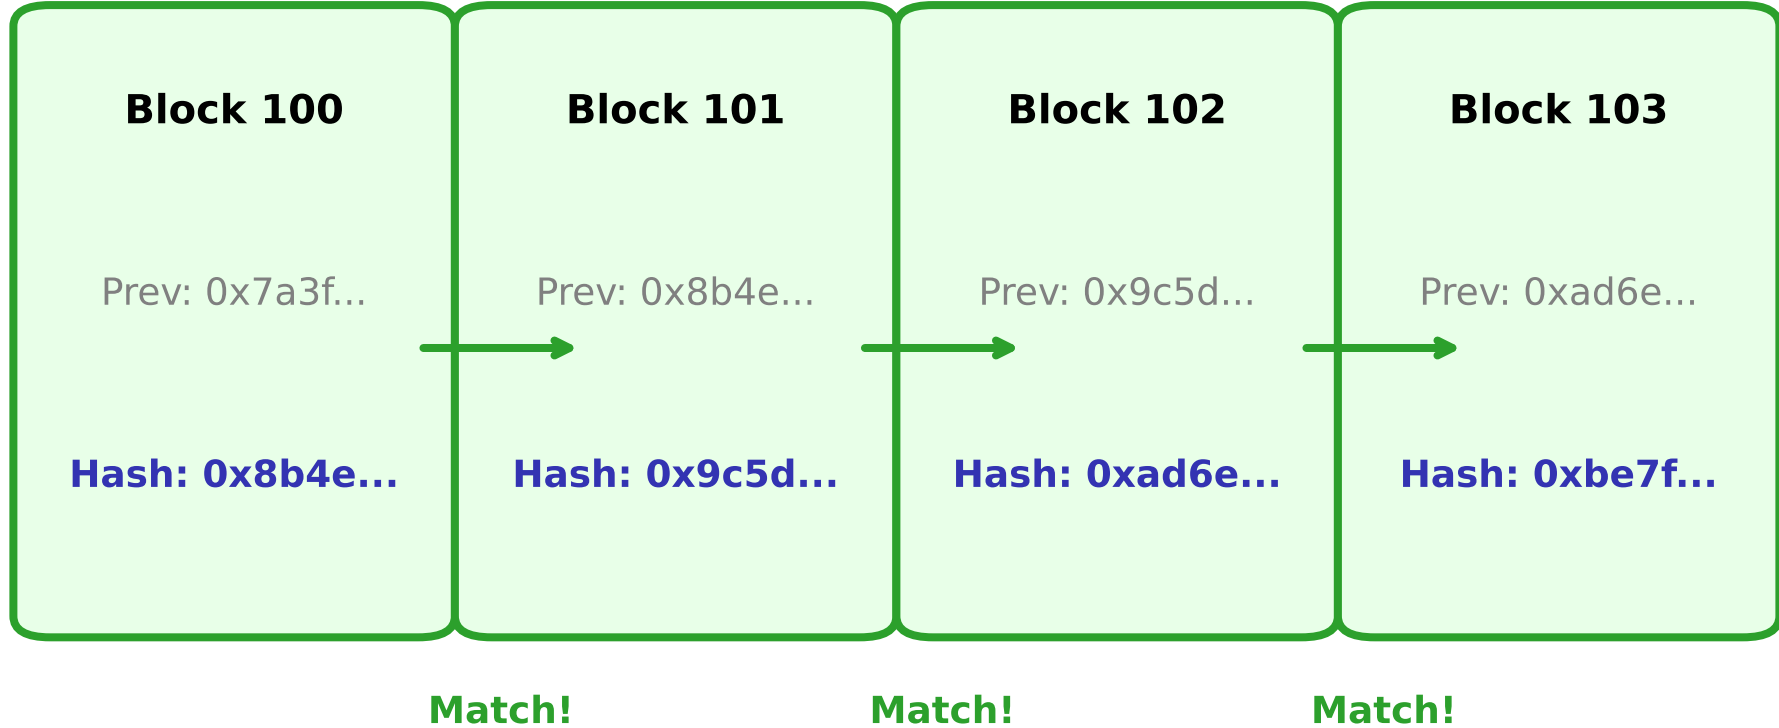 Block 100
Prev: 0x7a3f...
Hash: 0x8b4e...
Block 101
Prev: 0x8b4e...
Hash: 0x9c5d...
Block 102
Prev: 0x9c5d...
Hash: 0xad6e...
Block 103
Prev: 0xad6e...
Hash: 0xbe7f...
Match!
Match!
Match!